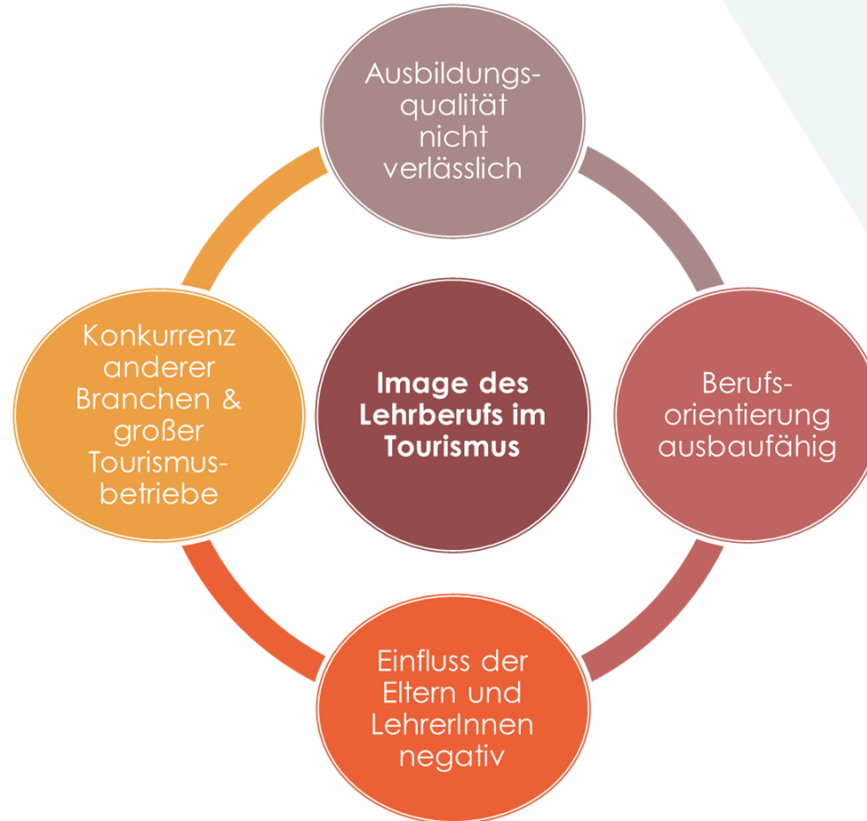 Ausbildungs-
qualität
nicht
verlässlich
Konkurrenz
anderer
Branchen &
großer
Tourismus-
betriebe
Image des
Lehrberufs im
Tourismus
Berufs-
orientierung
ausbaufähig
Einfluss der
Eltern und
LehrerInnen
negativ